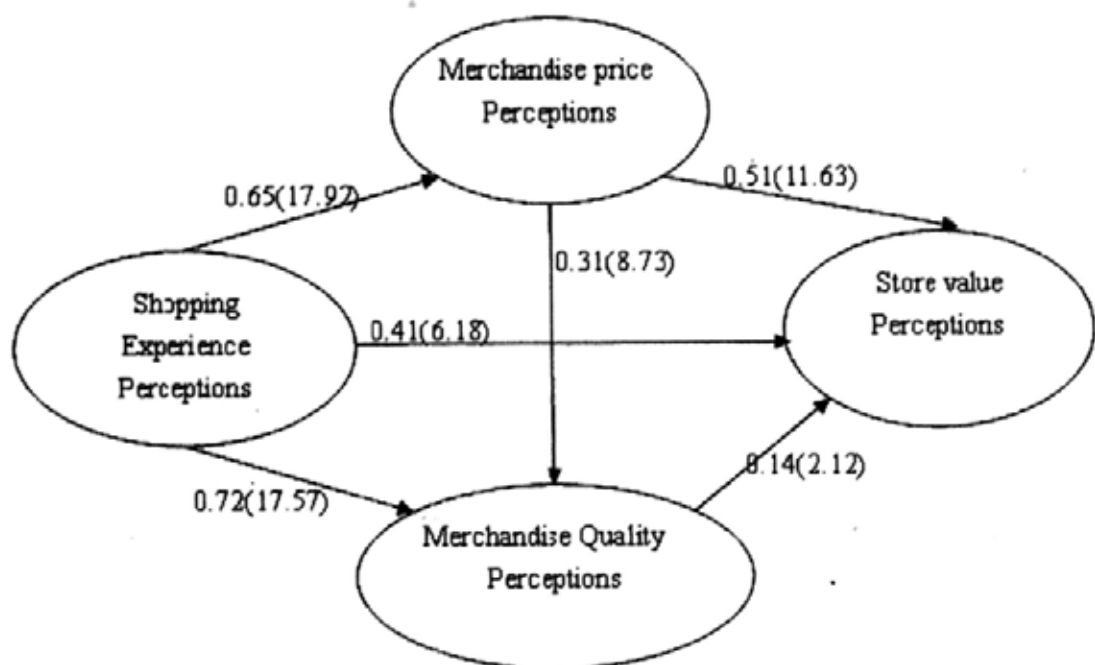 Merchandise price
Perceptions
0.65(17.92)
0.51(11.63)
0.31(8.73)
Shopping
Experience
Perceptions
0.41(6.18)
Store value
Perceptions
0.72(17.57)
0.14(2.12)
Merchandise Quality
Perceptions